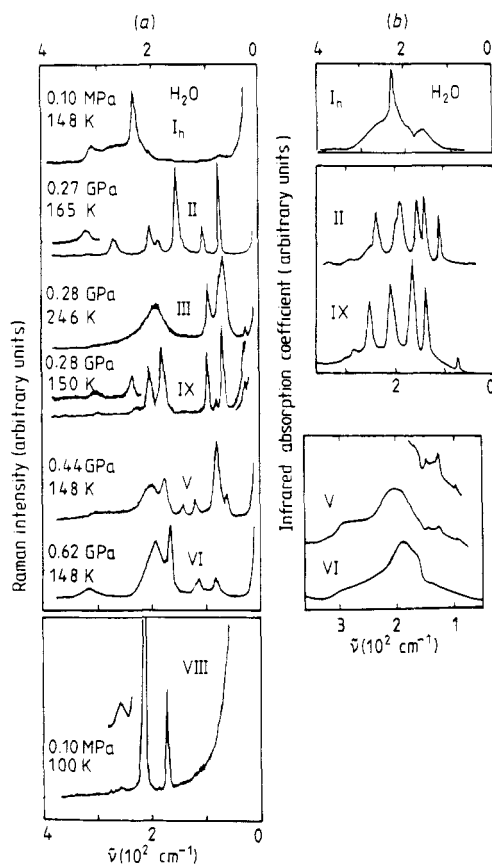 (a)
4 2 0
0.10 MPa
148 K
H₂O
Iₕ
0.27 GPa
165 K
II
0.28 GPa
246 K
III
0.28 GPa
150 K
IX
0.44 GPa
148 K
V
0.62 GPa
148 K
VI
VIII
0.10 MPa
100 K
4 2 0
ν̃(10² cm⁻¹)
Raman intensity (arbitrary units)
(b)
4 2 0
Iₕ
H₂O
II
IX
4 2 0
V
VI
3 2 1
ν̃(10² cm⁻¹)
Infrared absorption coefficient (arbitrary units)